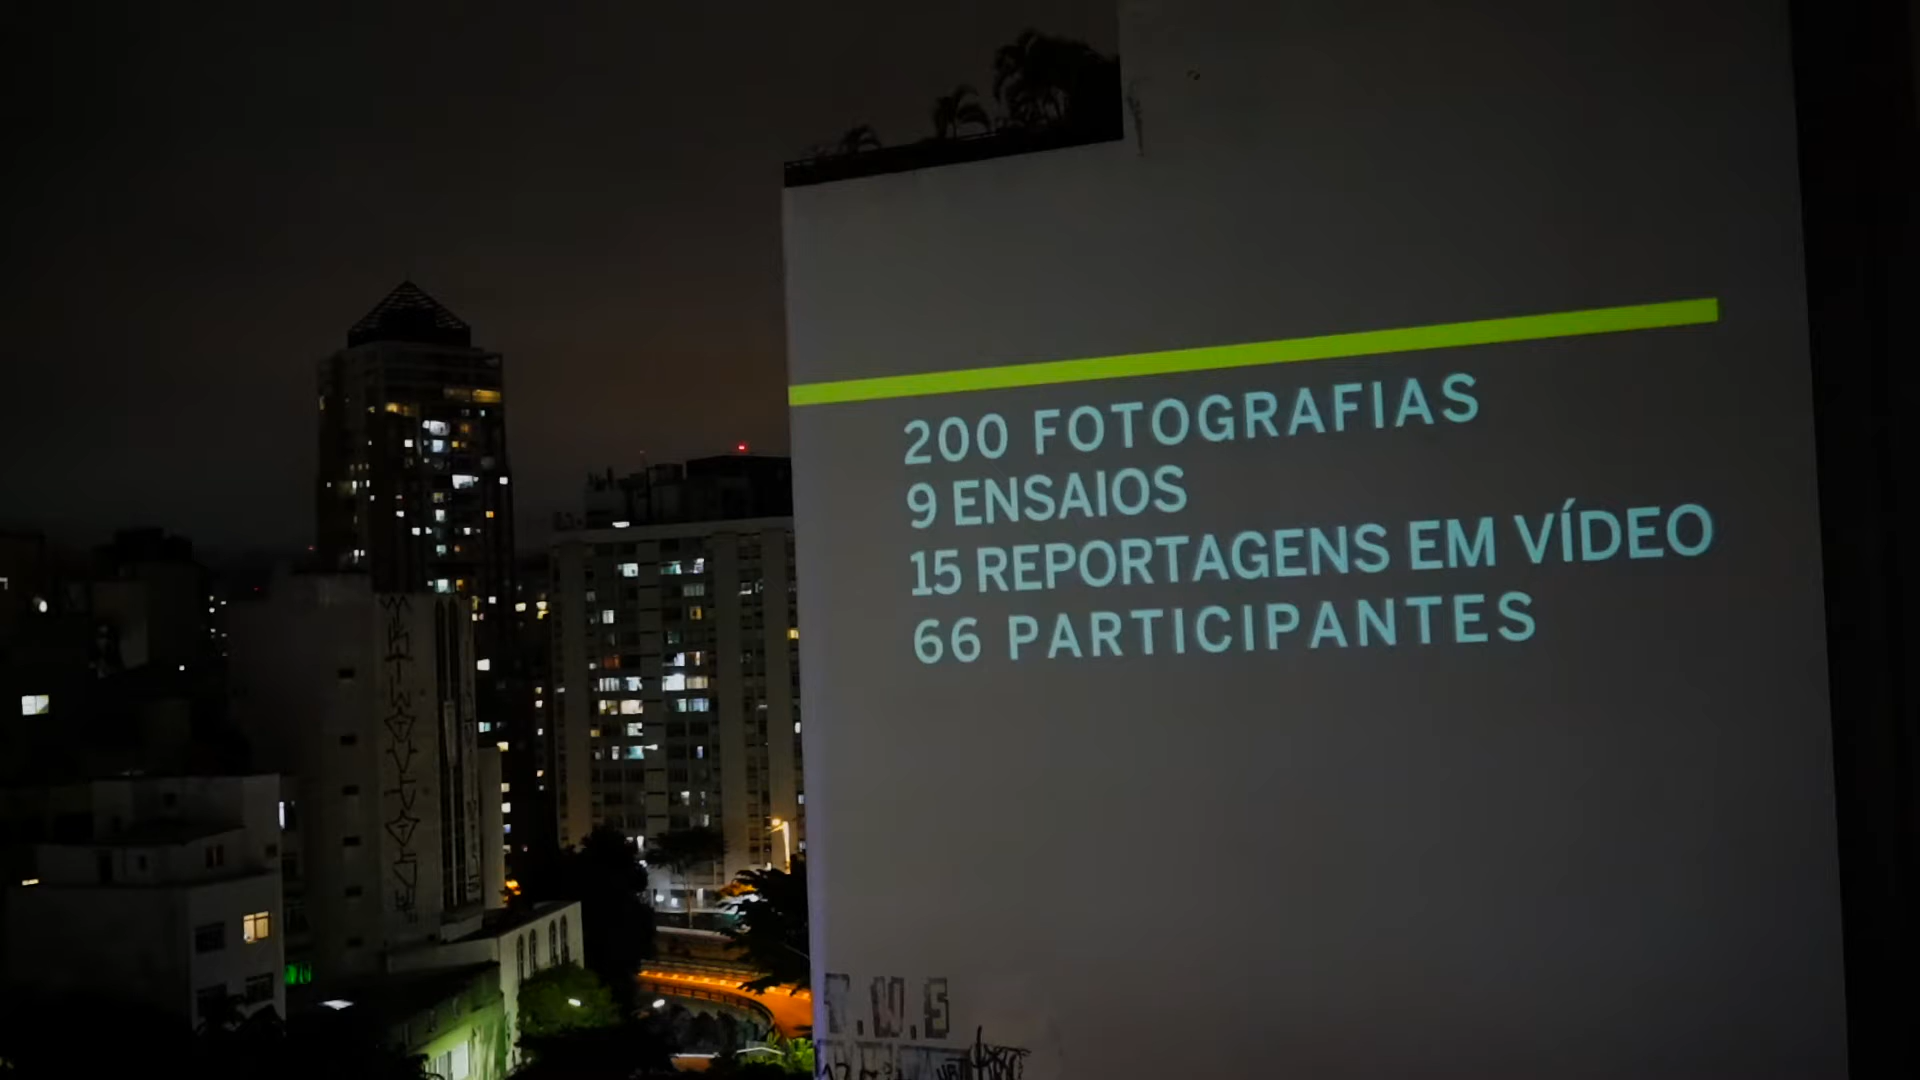 200 FOTOGRAFIAS
9 ENSAIOS
15 REPORTAGENS EM VÍDEO
66 PARTICIPANTES
T.W.S